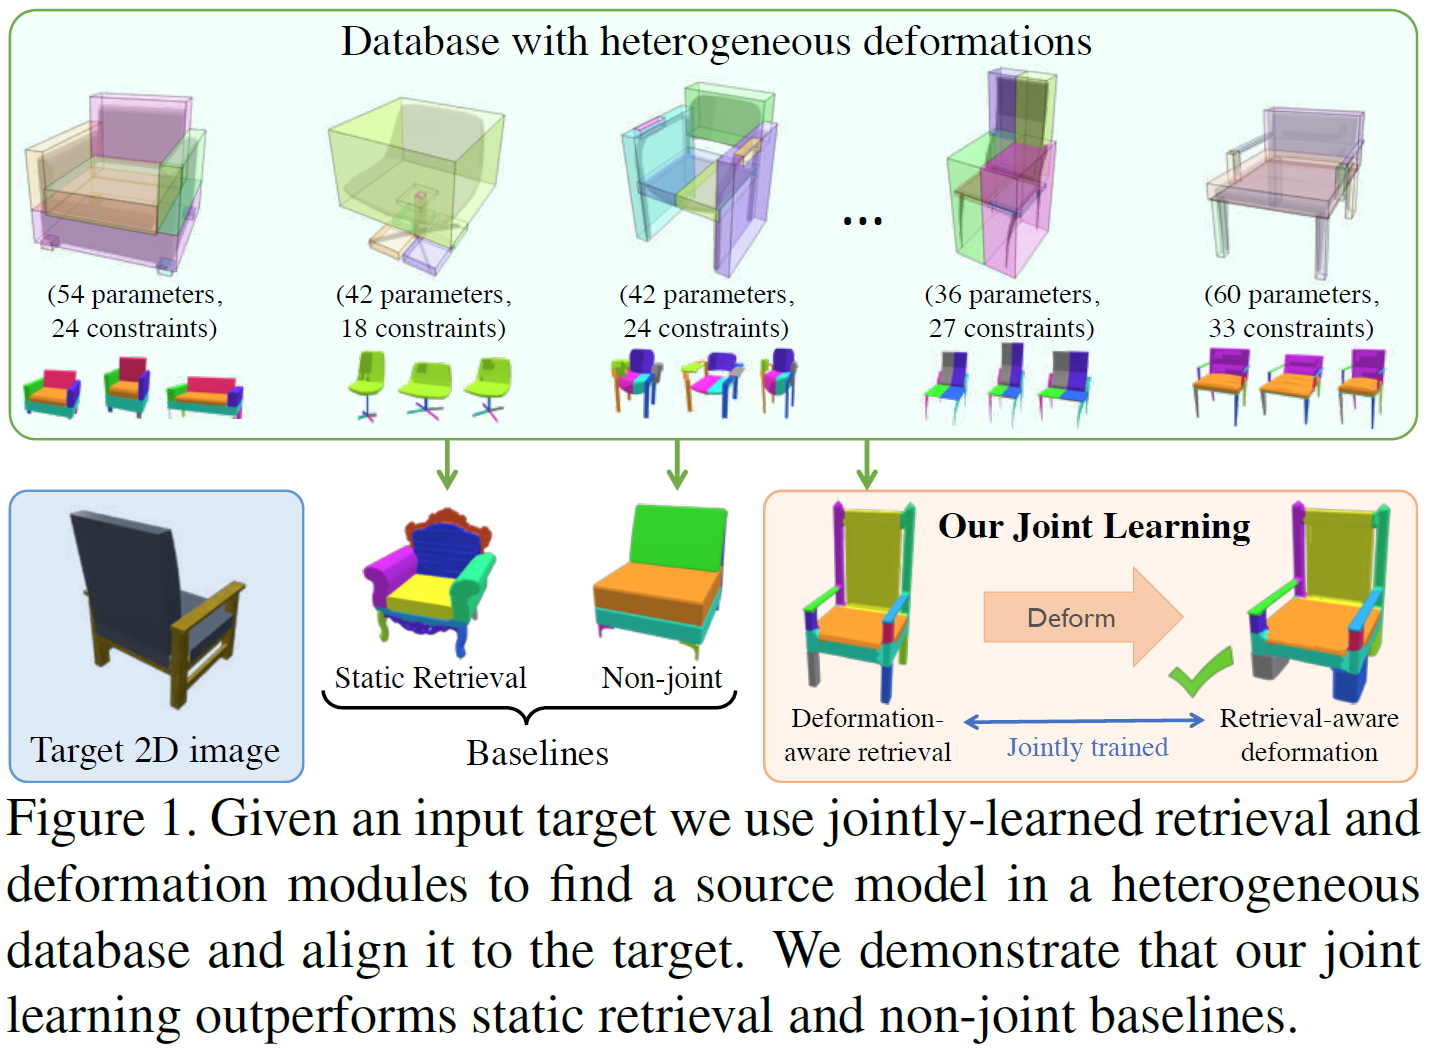 Database with heterogeneous deformations
(54 parameters,
24 constraints)
(42 parameters,
18 constraints)
(42 parameters,
24 constraints)
...
(36 parameters,
27 constraints)
(60 parameters,
33 constraints)
Target 2D image
Static Retrieval
Non-joint
Baselines
Our Joint Learning
Deform
Deformation-
aware retrieval
Jointly trained
Retrieval-aware
deformation
Figure 1. Given an input target we use jointly-learned retrieval and
deformation modules to find a source model in a heterogeneous
database and align it to the target. We demonstrate that our joint
learning outperforms static retrieval and non-joint baselines.